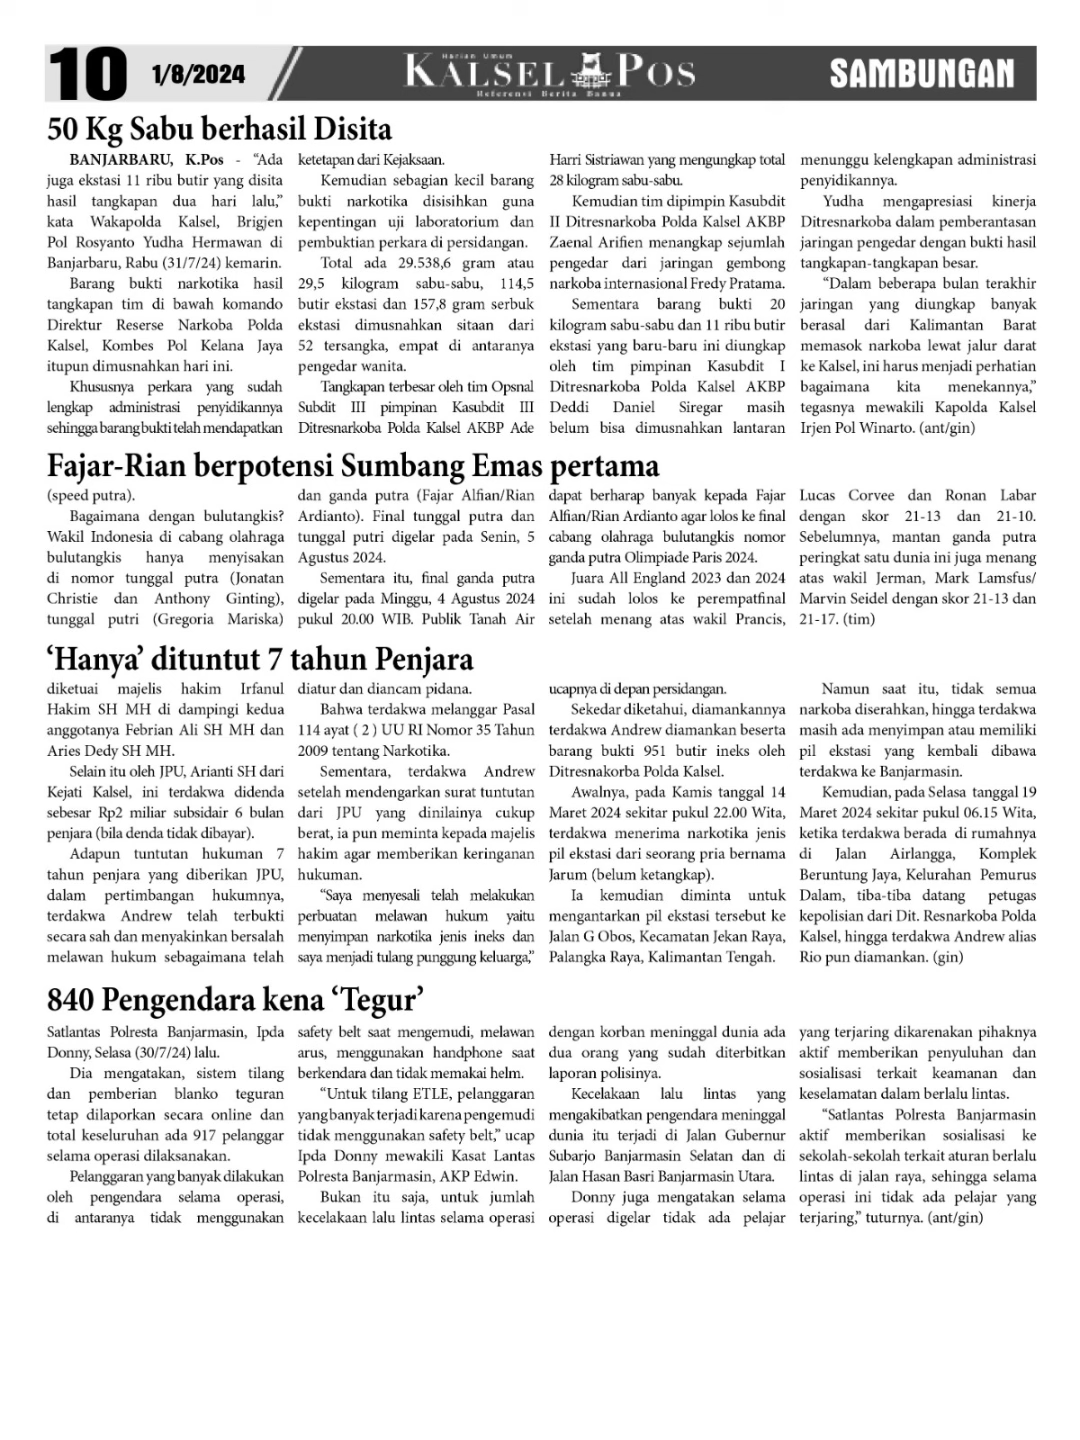 10
1/8/2024
Harian Umum
KALSEL POS
Referensi Berita Banua
SAMBUNGAN
50 Kg Sabu berhasil Disita
BANJARBARU, K.Pos - “Ada
juga ekstasi 11 ribu butir yang disita
hasil tangkapan dua hari lalu,”
kata Wakapolda Kalsel, Brigjen
Pol Rosyanto Yudha Hermawan di
Banjarbaru, Rabu (31/7/24) kemarin.
Barang bukti narkotika hasil
tangkapan tim di bawah komando
Direktur Reserse Narkoba Polda
Kalsel, Kombes Pol Kelana Jaya
itupun dimusnahkan hari ini.
Khususnya perkara yang sudah
lengkap administrasi penyidikannya
sehingga barang bukti telah mendapatkan
ketetapan dari Kejaksaan.
Kemudian sebagian kecil barang
bukti narkotika disisihkan guna
kepentingan uji laboratorium dan
pembuktian perkara di persidangan.
Total ada 29.538,6 gram atau
29,5 kilogram sabu-sabu, 114,5
butir ekstasi dan 157,8 gram serbuk
ekstasi dimusnahkan sitaan dari
52 tersangka, empat di antaranya
pengedar wanita.
Tangkapan terbesar oleh tim Opsnal
Subdit III pimpinan Kasubdit III
Ditresnarkoba Polda Kalsel AKBP Ade
Harri Sistriawan yang mengungkap total
28 kilogram sabu-sabu.
Kemudian tim dipimpin Kasubdit
II Ditresnarkoba Polda Kalsel AKBP
Zaenal Arifien menangkap sejumlah
pengedar dari jaringan gembong
narkoba internasional Fredy Pratama.
Sementara barang bukti 20
kilogram sabu-sabu dan 11 ribu butir
ekstasi yang baru-baru ini diungkap
oleh tim pimpinan Kasubdit I
Ditresnarkoba Polda Kalsel AKBP
Deddi Daniel Siregar masih
belum bisa dimusnahkan lantaran
menunggu kelengkapan administrasi
penyidikannya.
Yudha mengapresiasi kinerja
Ditresnarkoba dalam pemberantasan
jaringan pengedar dengan bukti hasil
tangkapan-tangkapan besar.
“Dalam beberapa bulan terakhir
jaringan yang diungkap banyak
berasal dari Kalimantan Barat
memasok narkoba lewat jalur darat
ke Kalsel, ini harus menjadi perhatian
bagaimana kita menekannya,”
tegasnya mewakili Kapolda Kalsel
Irjen Pol Winarto. (ant/gin)
Fajar-Rian berpotensi Sumbang Emas pertama
(speed putra).
Bagaimana dengan bulutangkis?
Wakil Indonesia di cabang olahraga
bulutangkis hanya menyisakan
di nomor tunggal putra (Jonatan
Christie dan Anthony Ginting),
tunggal putri (Gregoria Mariska)
dan ganda putra (Fajar Alfian/Rian
Ardianto). Final tunggal putra dan
tunggal putri digelar pada Senin, 5
Agustus 2024.
Sementara itu, final ganda putra
digelar pada Minggu, 4 Agustus 2024
pukul 20.00 WIB. Publik Tanah Air
dapat berharap banyak kepada Fajar
Alfian/Rian Ardianto agar lolos ke final
cabang olahraga bulutangkis nomor
ganda putra Olimpiade Paris 2024.
Juara All England 2023 dan 2024
ini sudah lolos ke perempatfinal
setelah menang atas wakil Prancis,
Lucas Corvee dan Ronan Labar
dengan skor 21-13 dan 21-10.
Sebelumnya, mantan ganda putra
peringkat satu dunia ini juga menang
atas wakil Jerman, Mark Lamsfus/
Marvin Seidel dengan skor 21-13 dan
21-17. (tim)
‘Hanya’ dituntut 7 tahun Penjara
diketuai majelis hakim Irfanul
Hakim SH MH di dampingi kedua
anggotanya Febrian Ali SH MH dan
Aries Dedy SH MH.
Selain itu oleh JPU, Arianti SH dari
Kejati Kalsel, ini terdakwa didenda
sebesar Rp2 miliar subsidair 6 bulan
penjara (bila denda tidak dibayar).
Adapun tuntutan hukuman 7
tahun penjara yang diberikan JPU,
dalam pertimbangan hukumnya,
terdakwa Andrew telah terbukti
secara sah dan menyakinkan bersalah
melawan hukum sebagaimana telah
diatur dan diancam pidana.
Bahwa terdakwa melanggar Pasal
114 ayat ( 2 ) UU RI Nomor 35 Tahun
2009 tentang Narkotika.
Sementara, terdakwa Andrew
setelah mendengarkan surat tuntutan
dari JPU yang dinilainya cukup
berat, ia pun meminta kepada majelis
hakim agar memberikan keringanan
hukuman.
“Saya menyesali telah melakukan
perbuatan melawan hukum yaitu
menyimpan narkotika jenis ineks dan
saya menjadi tulang punggung keluarga,”
ucapnya di depan persidangan.
Sekedar diketahui, diamankannya
terdakwa Andrew diamankan beserta
barang bukti 951 butir ineks oleh
Ditresnakorba Polda Kalsel.
Awalnya, pada Kamis tanggal 14
Maret 2024 sekitar pukul 22.00 Wita,
terdakwa menerima narkotika jenis
pil ekstasi dari seorang pria bernama
Jarum (belum ketangkap).
Ia kemudian diminta untuk
mengantarkan pil ekstasi tersebut ke
Jalan G Obos, Kecamatan Jekan Raya,
Palangka Raya, Kalimantan Tengah.
Namun saat itu, tidak semua
narkoba diserahkan, hingga terdakwa
masih ada menyimpan atau memiliki
pil ekstasi yang kembali dibawa
terdakwa ke Banjarmasin.
Kemudian, pada Selasa tanggal 19
Maret 2024 sekitar pukul 06.15 Wita,
ketika terdakwa berada di rumahnya
di Jalan Airlangga, Komplek
Beruntung Jaya, Kelurahan Pemurus
Dalam, tiba-tiba datang petugas
kepolisian dari Dit. Resnarkoba Polda
Kalsel, hingga terdakwa Andrew alias
Rio pun diamankan. (gin)
840 Pengendara kena ‘Tegur’
Satlantas Polresta Banjarmasin, Ipda
Donny, Selasa (30/7/24) lalu.
Dia mengatakan, sistem tilang
dan pemberian blanko teguran
tetap dilaporkan secara online dan
total keseluruhan ada 917 pelanggar
selama operasi dilaksanakan.
Pelanggaran yang banyak dilakukan
oleh pengendara selama operasi,
di antaranya tidak menggunakan
safety belt saat mengemudi, melawan
arus, menggunakan handphone saat
berkendara dan tidak memakai helm.
“Untuk tilang ETLE, pelanggaran
yang banyak terjadi karena pengemudi
tidak menggunakan safety belt,” ucap
Ipda Donny mewakili Kasat Lantas
Polresta Banjarmasin, AKP Edwin.
Bukan itu saja, untuk jumlah
kecelakaan lalu lintas selama operasi
dengan korban meninggal dunia ada
dua orang yang sudah diterbitkan
laporan polisinya.
Kecelakaan lalu lintas yang
mengakibatkan pengendara meninggal
dunia itu terjadi di Jalan Gubernur
Subarjo Banjarmasin Selatan dan di
Jalan Hasan Basri Banjarmasin Utara.
Donny juga mengatakan selama
operasi digelar tidak ada pelajar
yang terjaring dikarenakan pihaknya
aktif memberikan penyuluhan dan
sosialisasi terkait keamanan dan
keselamatan dalam berlalu lintas.
“Satlantas Polresta Banjarmasin
aktif memberikan sosialisasi ke
sekolah-sekolah terkait aturan berlalu
lintas di jalan raya, sehingga selama
operasi ini tidak ada pelajar yang
terjaring,” tuturnya. (ant/gin)